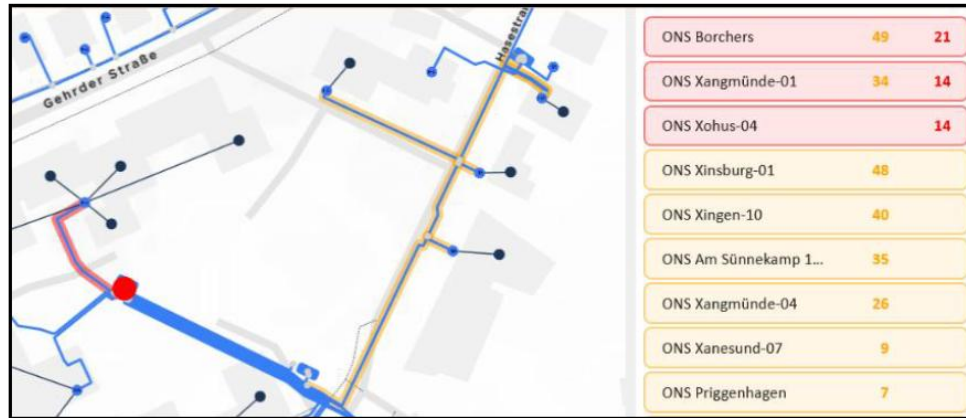 Gehrder Straße
ONS Borchers 49 21
ONS Xangmünde-01 34 14
ONS Xohus-04 14
ONS Xinsburg-01 48
ONS Xingen-10 40
ONS Am Sünnekamp 1...  35
ONS Xangmünde-04 26
ONS Xanesund-07 9
ONS Priggenhagen 7